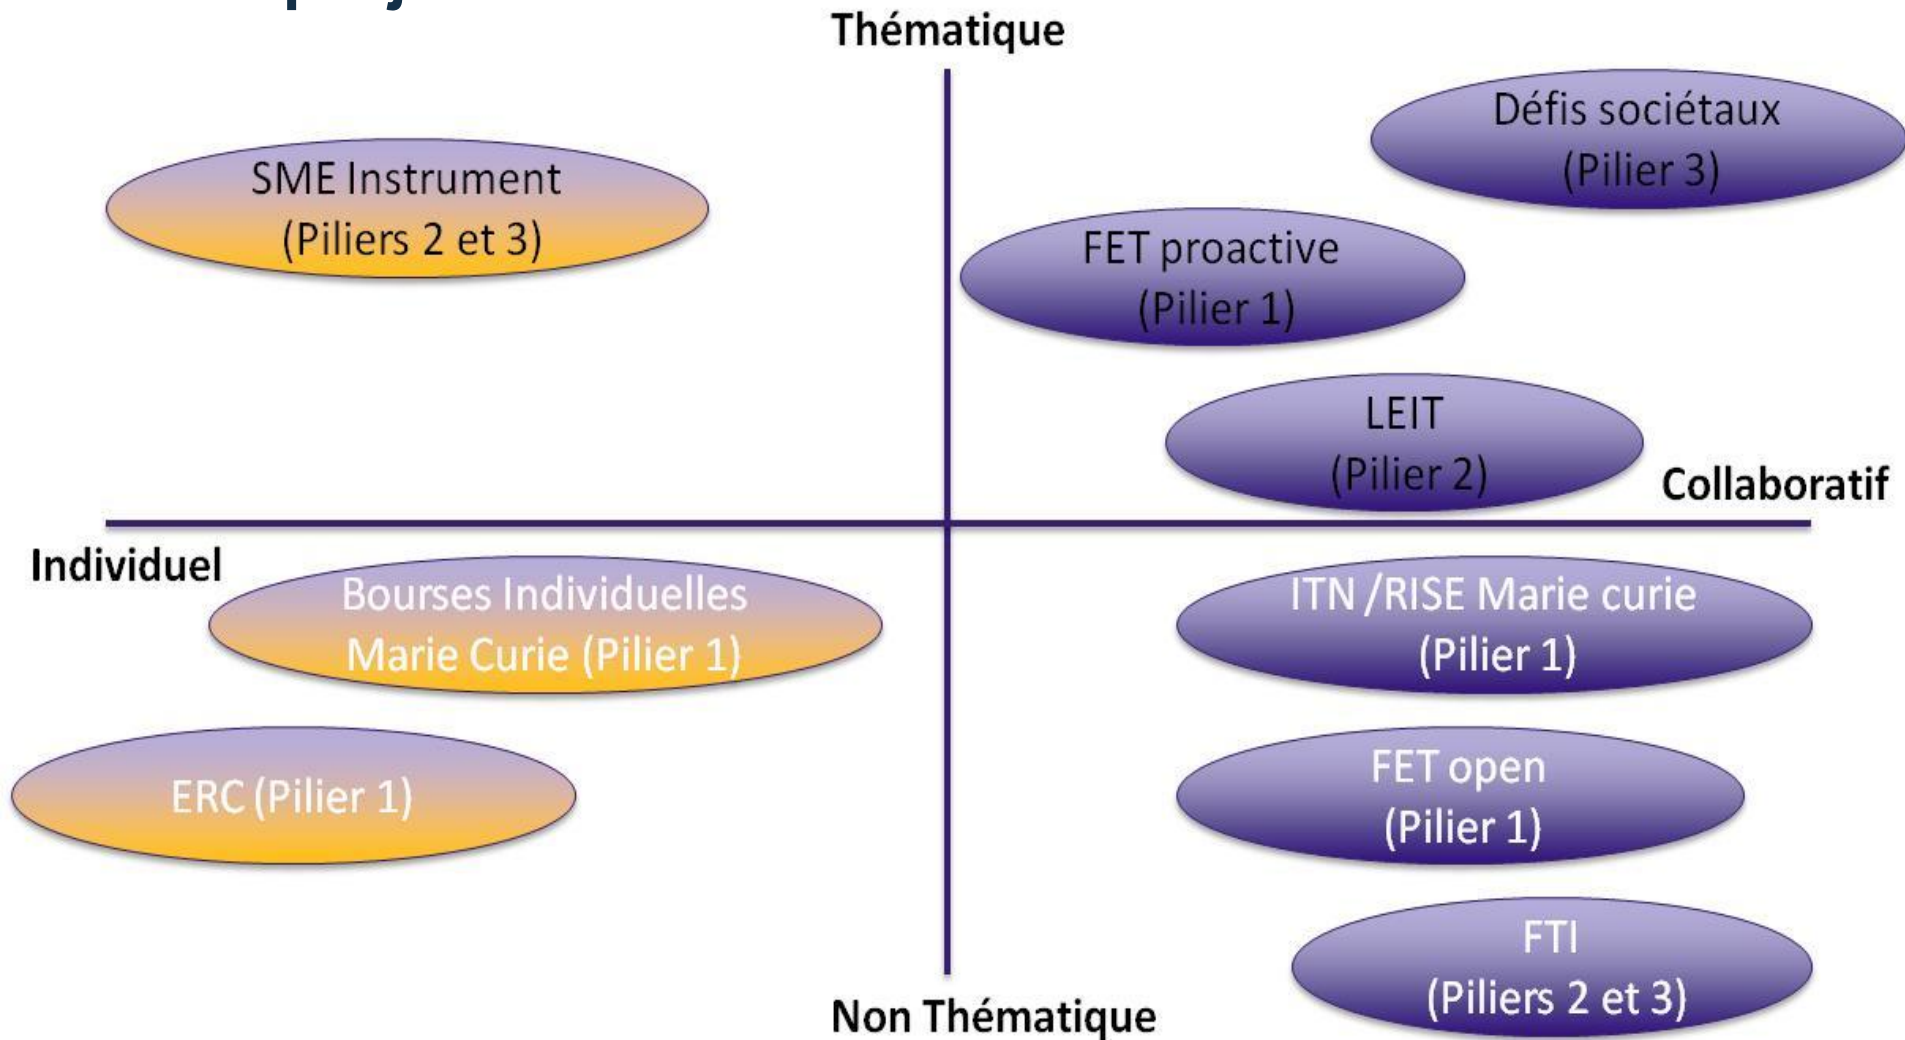 Thématique
Défis sociétaux
(Pilier 3)
SME Instrument
(Piliers 2 et 3)
FET proactive
(Pilier 1)
LEIT
(Pilier 2)
Collaboratif
Individuel
Bourses Individuelles
Marie Curie (Pilier 1)
ITN /RISE Marie curie
(Pilier 1)
ERC (Pilier 1)
FET open
(Pilier 1)
FTI
(Piliers 2 et 3)
Non Thématique